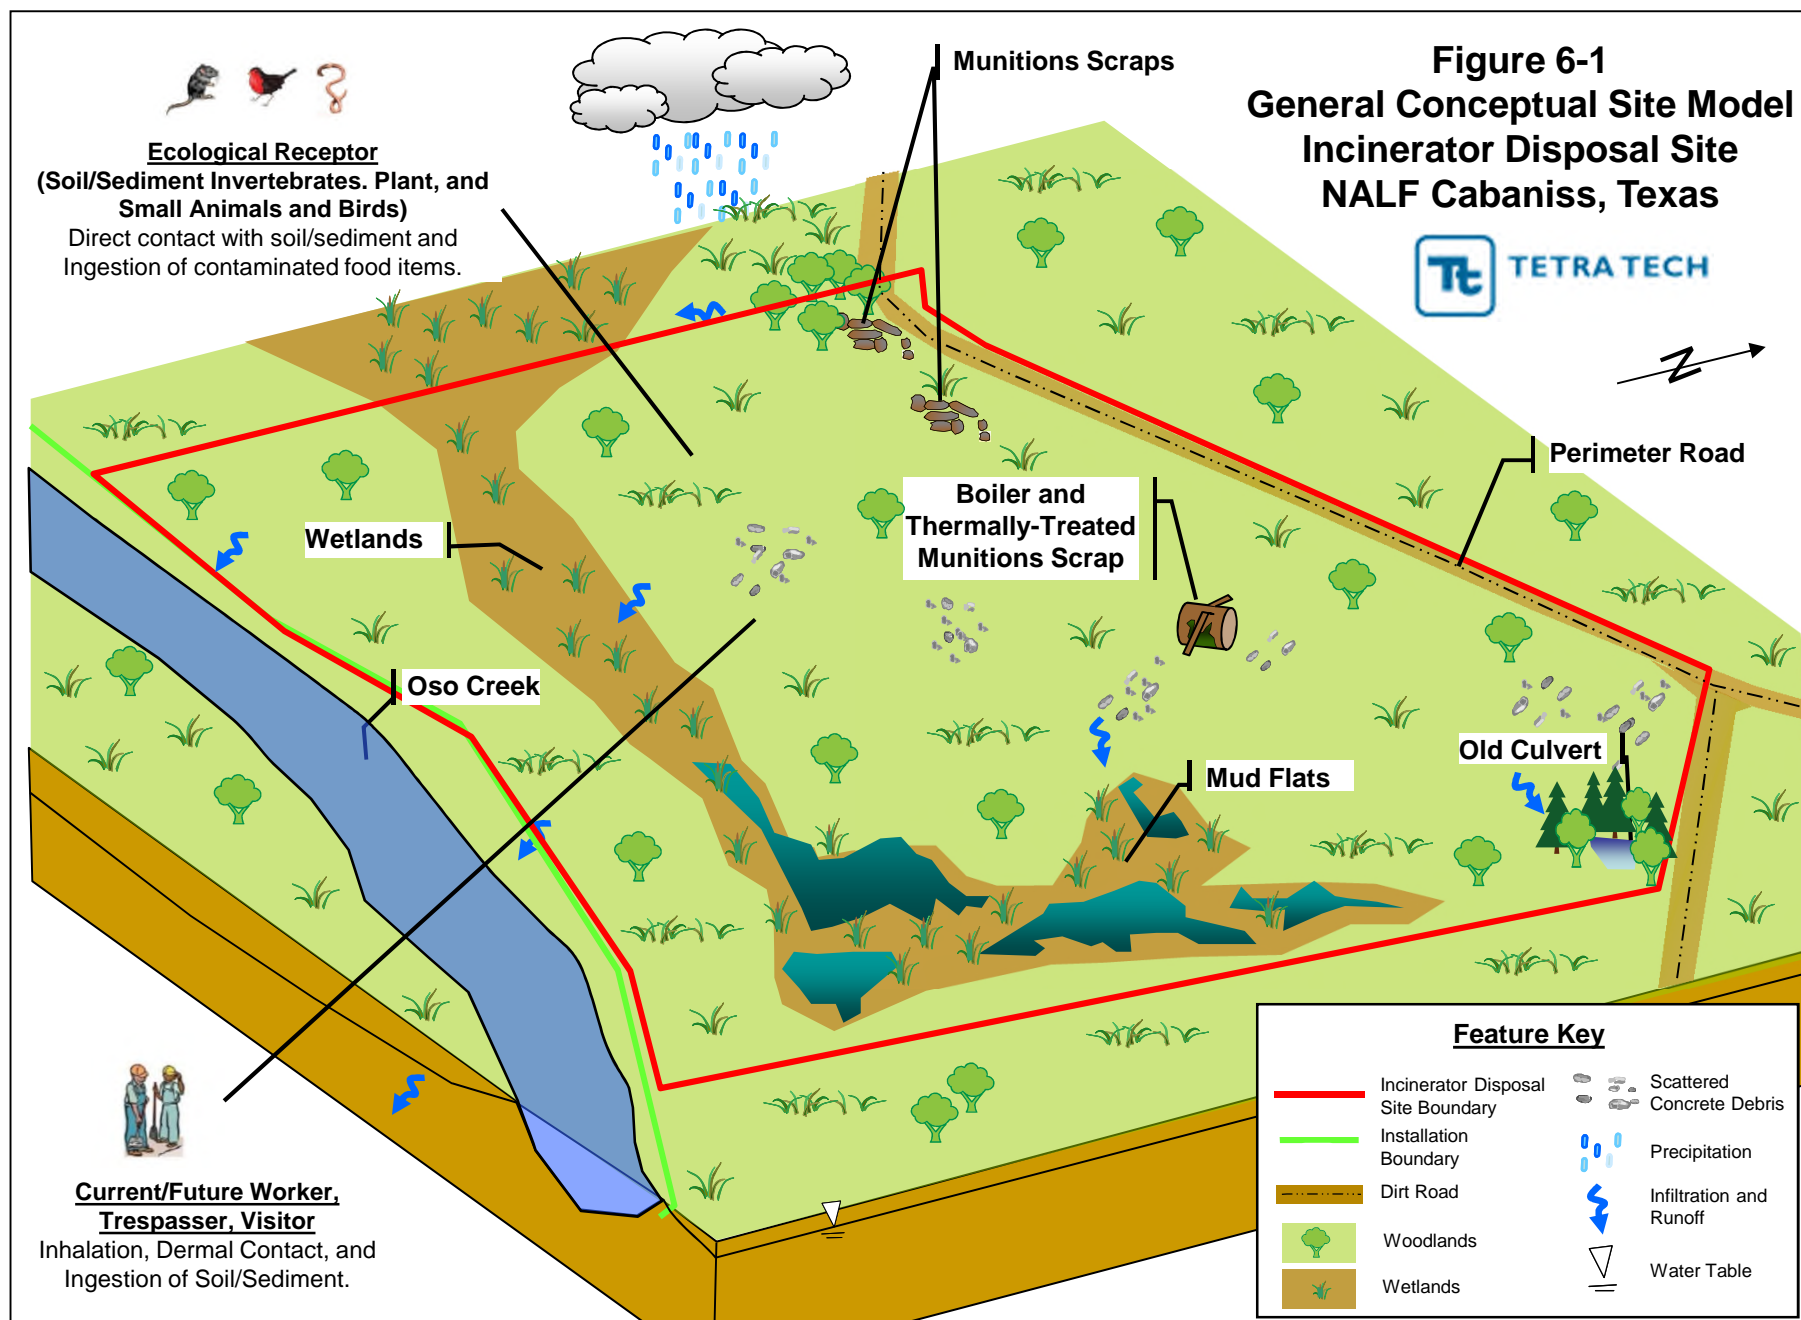 Figure 6-1
General Conceptual Site Model
Incinerator Disposal Site
NALF Cabaniss, Texas
Tt TETRA TECH
N
Munitions Scraps
Ecological Receptor
(Soil/Sediment Invertebrates. Plant, and
Small Animals and Birds)
Direct contact with soil/sediment and
Ingestion of contaminated food items.
Perimeter Road
Boiler and
Thermally-Treated
Munitions Scrap
Wetlands
Oso Creek
Old Culvert
Mud Flats
Current/Future Worker,
Trespasser, Visitor
Inhalation, Dermal Contact, and
Ingestion of Soil/Sediment.
Feature Key
Incinerator Disposal
Site Boundary
Installation
Boundary
Dirt Road
Woodlands
Wetlands
Scattered
Concrete Debris
Precipitation
Infiltration and
Runoff
Water Table